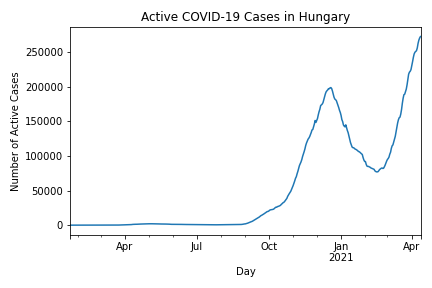 Active COVID-19 Cases in Hungary
Number of Active Cases
250000
200000
150000
100000
50000
0
Apr
Jul
Oct
Jan
2021
Apr
Day